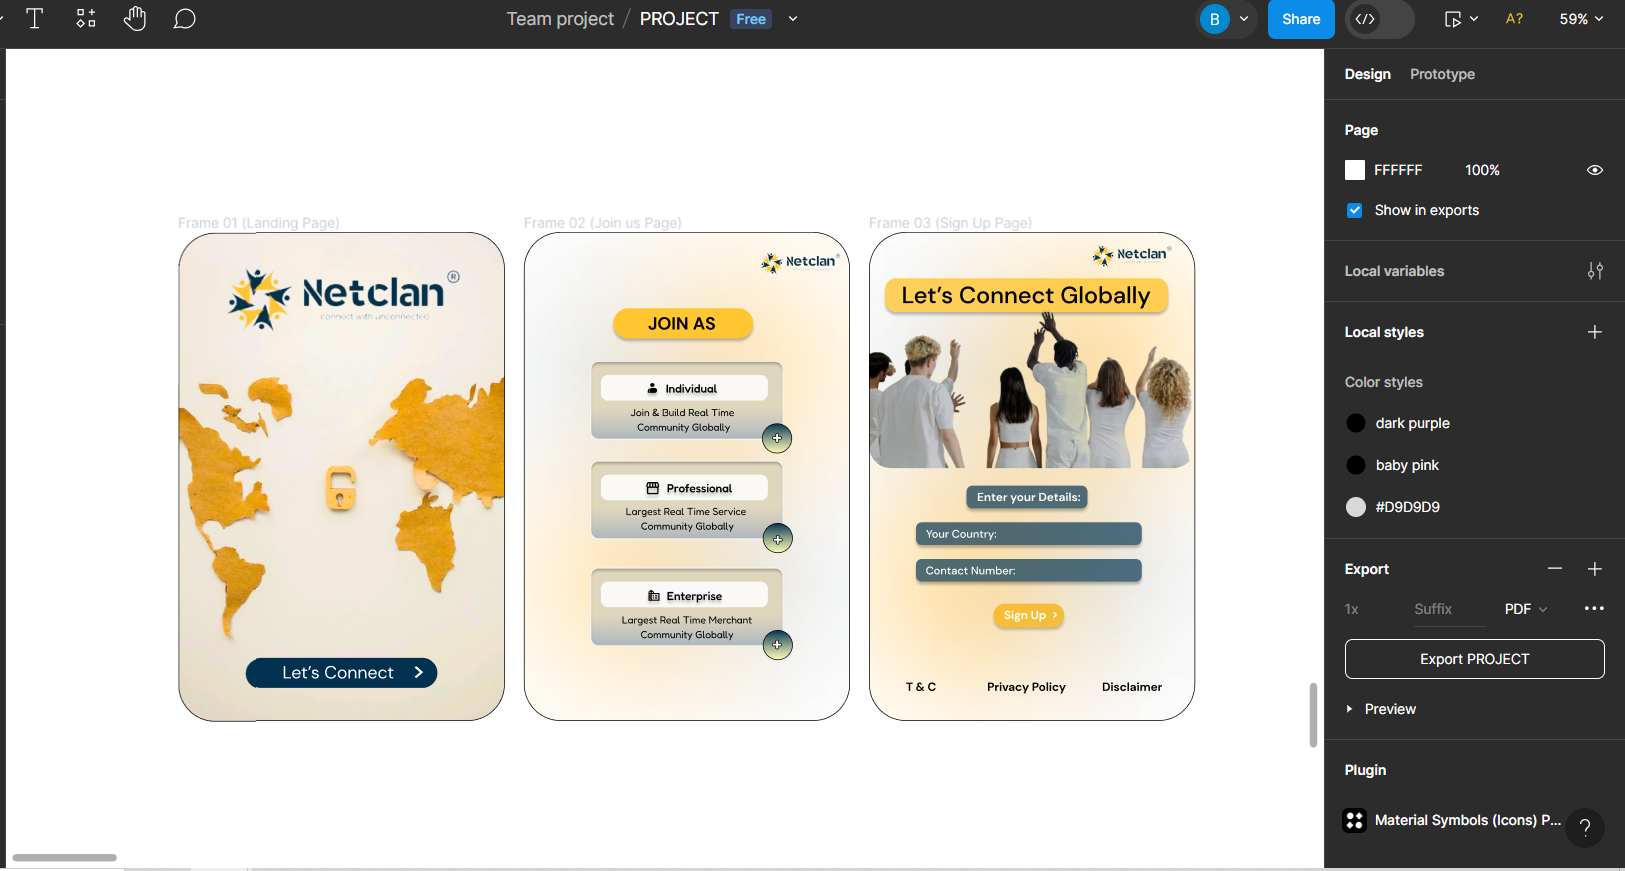 Team project / PROJECT Free
B
Share
A?
59%
Design Prototype
Page
FFFFFF 100%
Show in exports
Local variables
Local styles
Color styles
dark purple
baby pink
#D9D9D9
Export
1x Suffix PDF
Export PROJECT
Preview
Plugin
Material Symbols (Icons) P...
?
Frame 01 (Landing Page)
Netclan®
connect with unconnected
Let's Connect
Frame 02 (Join us Page)
Netclan®
JOIN AS
Individual
Join & Build Real Time
Community Globally
Professional
Largest Real Time Service
Community Globally
Enterprise
Largest Real Time Merchant
Community Globally
Frame 03 (Sign Up Page)
Netclan®
Let's Connect Globally
Enter your Details:
Your Country:
Contact Number:
Sign Up >
T & C
Privacy Policy
Disclaimer